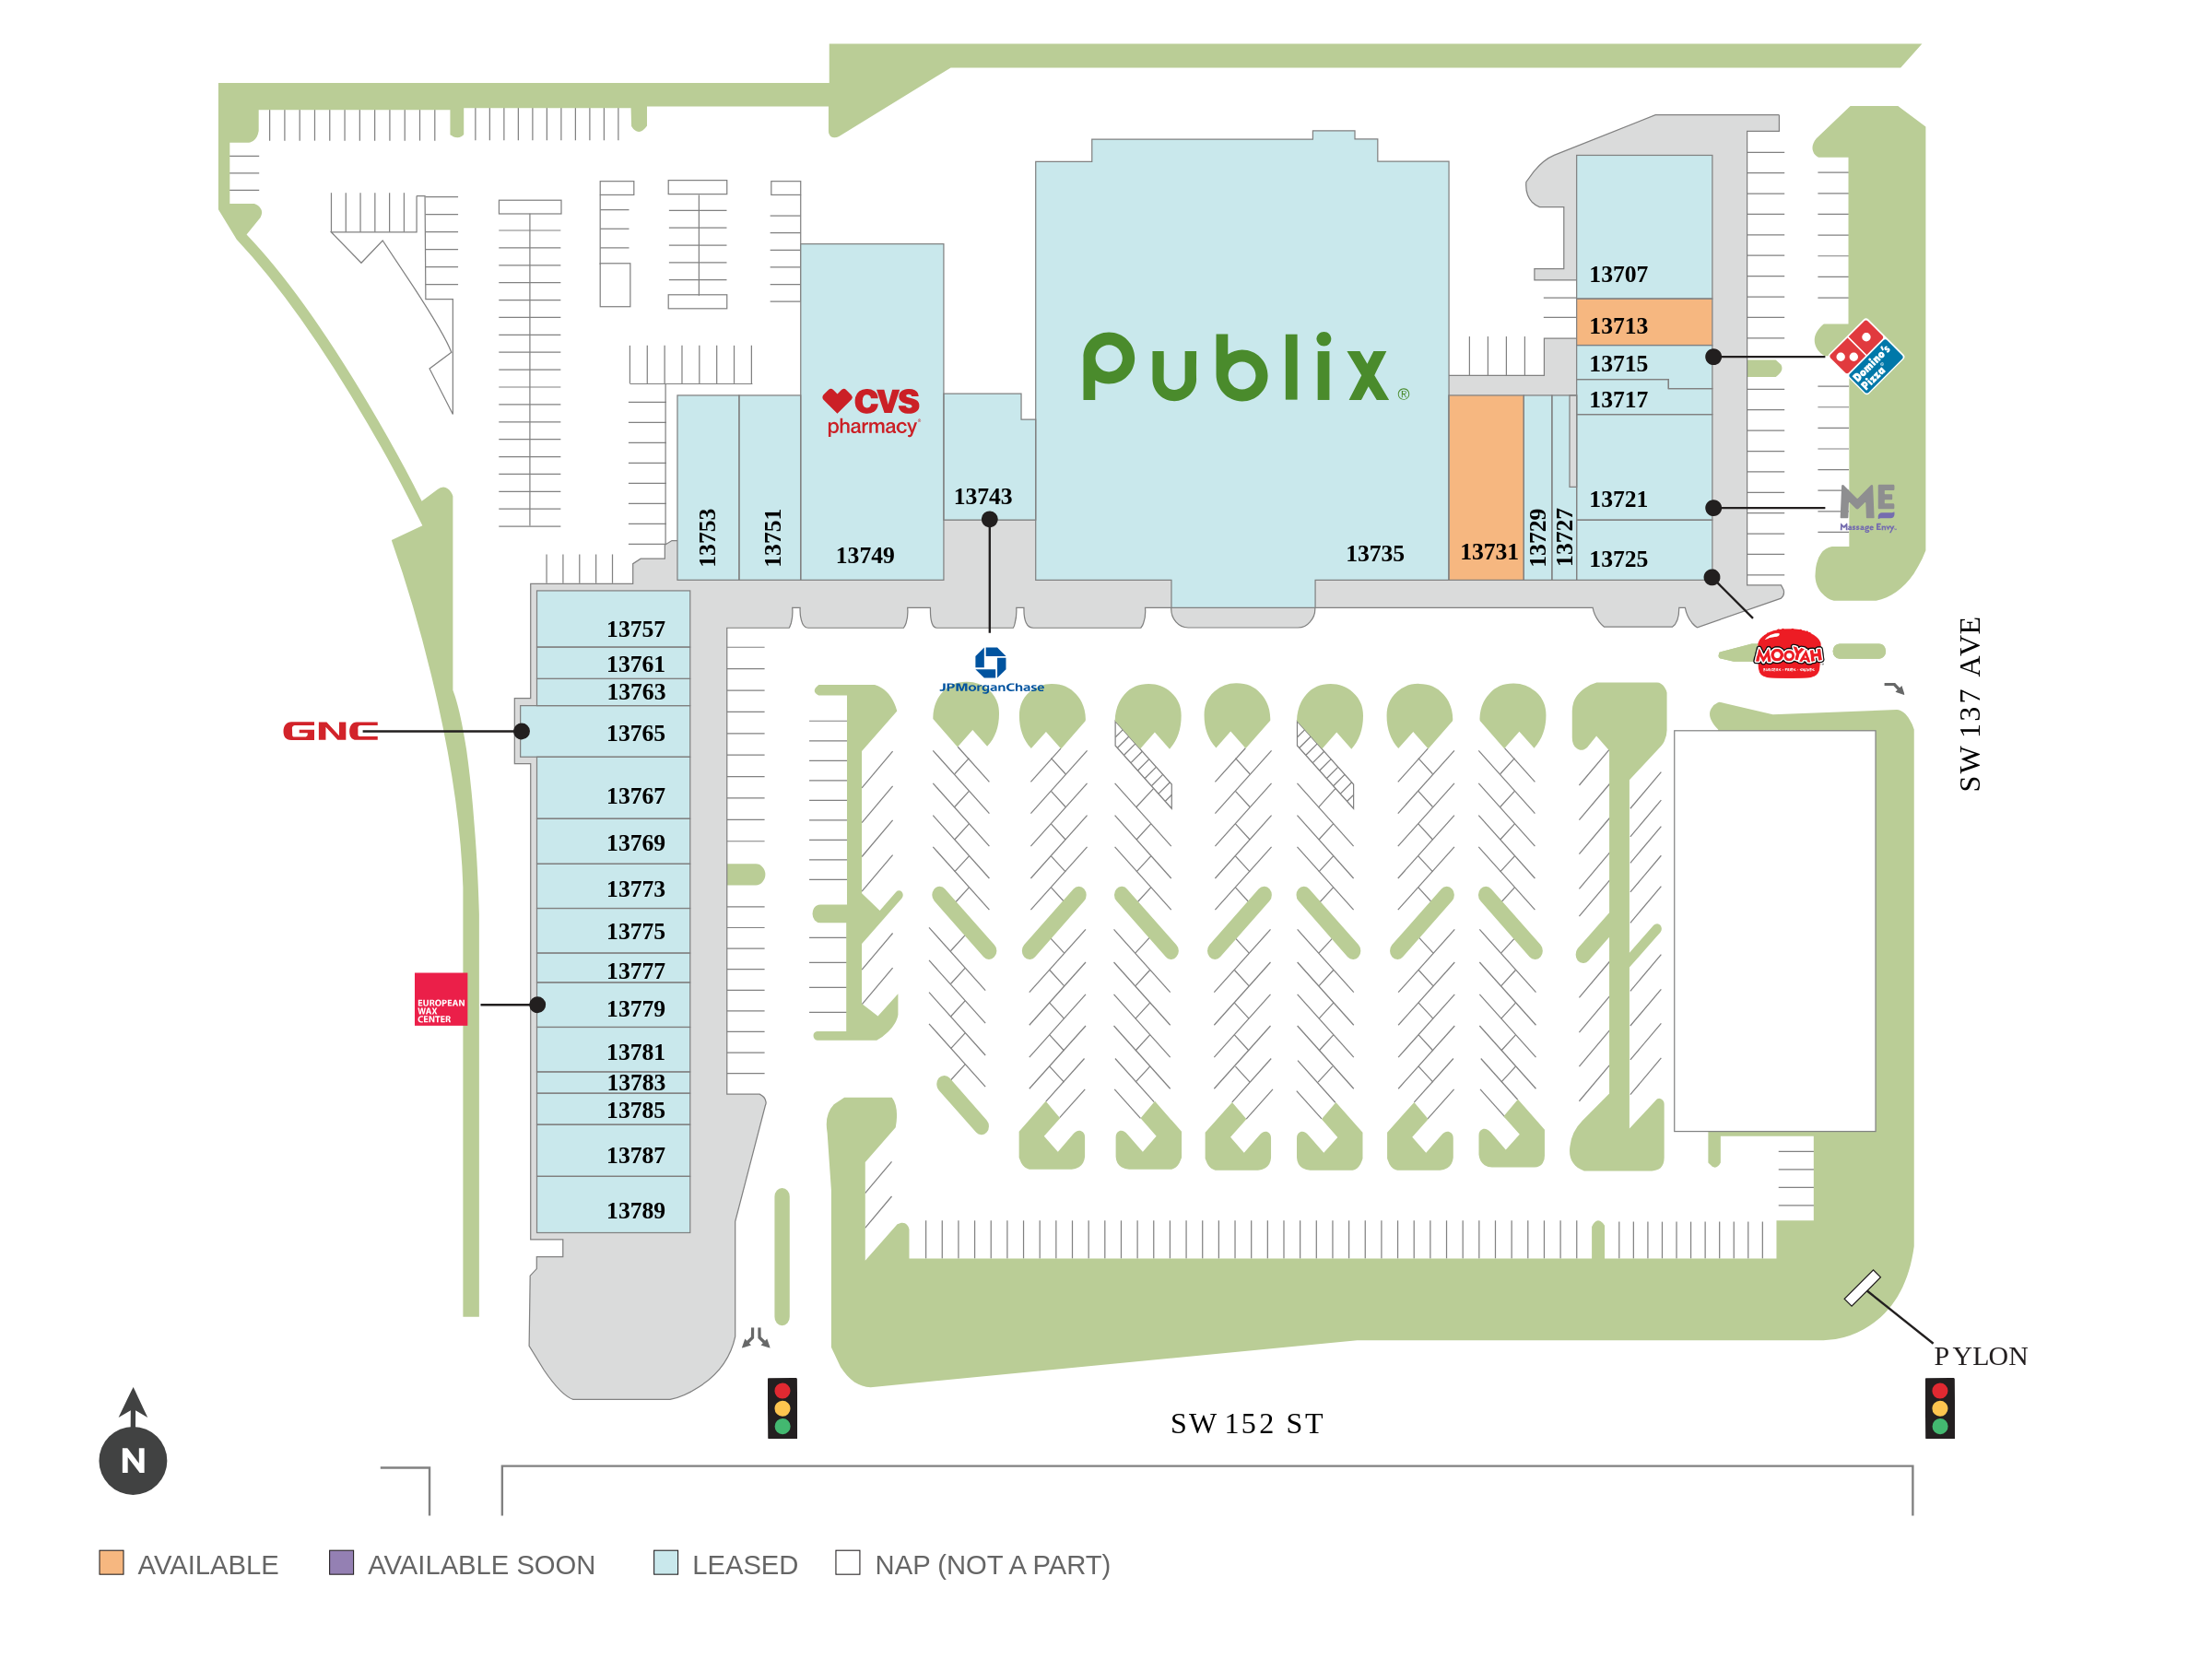 13707
13713
13715
Domino's
Pizza
13717
Publix®
CVS
pharmacy
13743
13721
ME
Massage Envy.
13753
13751
13749
13735
13731
13729
13727
13725
13757
13761
13763
JPMorganChase
MOOYAH
BURGERS · FRIES · SHAKES
SW 137 AVE
GNC
13765
13767
13769
13773
13775
13777
EUROPEAN
WAX
CENTER
13779
13781
13783
13785
13787
13789
PYLON
SW 152 ST
N
AVAILABLE
AVAILABLE SOON
LEASED
NAP (NOT A PART)